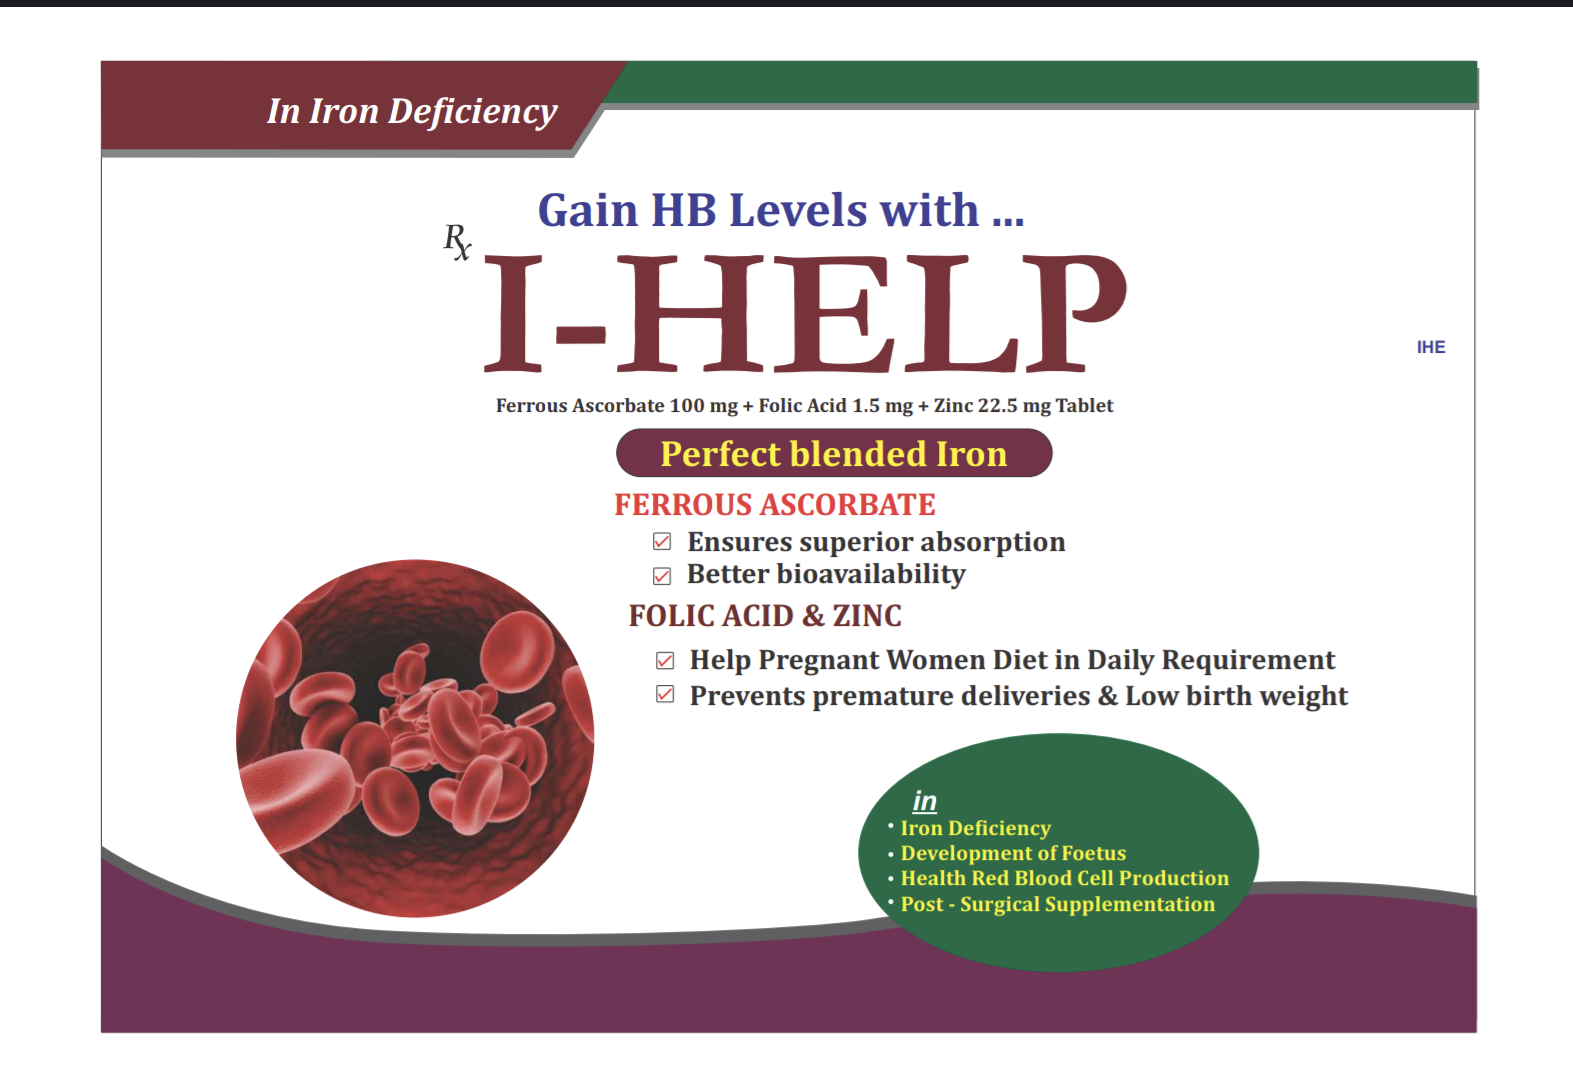 In Iron Deficiency
Gain HB Levels with ...
Rx
I-HELP
IHE
Ferrous Ascorbate 100 mg + Folic Acid 1.5 mg + Zinc 22.5 mg Tablet
Perfect blended Iron
FERROUS ASCORBATE
Ensures superior absorption
Better bioavailability
FOLIC ACID & ZINC
Help Pregnant Women Diet in Daily Requirement
Prevents premature deliveries & Low birth weight
in
• Iron Deficiency
• Development of Foetus
• Health Red Blood Cell Production
• Post - Surgical Supplementation